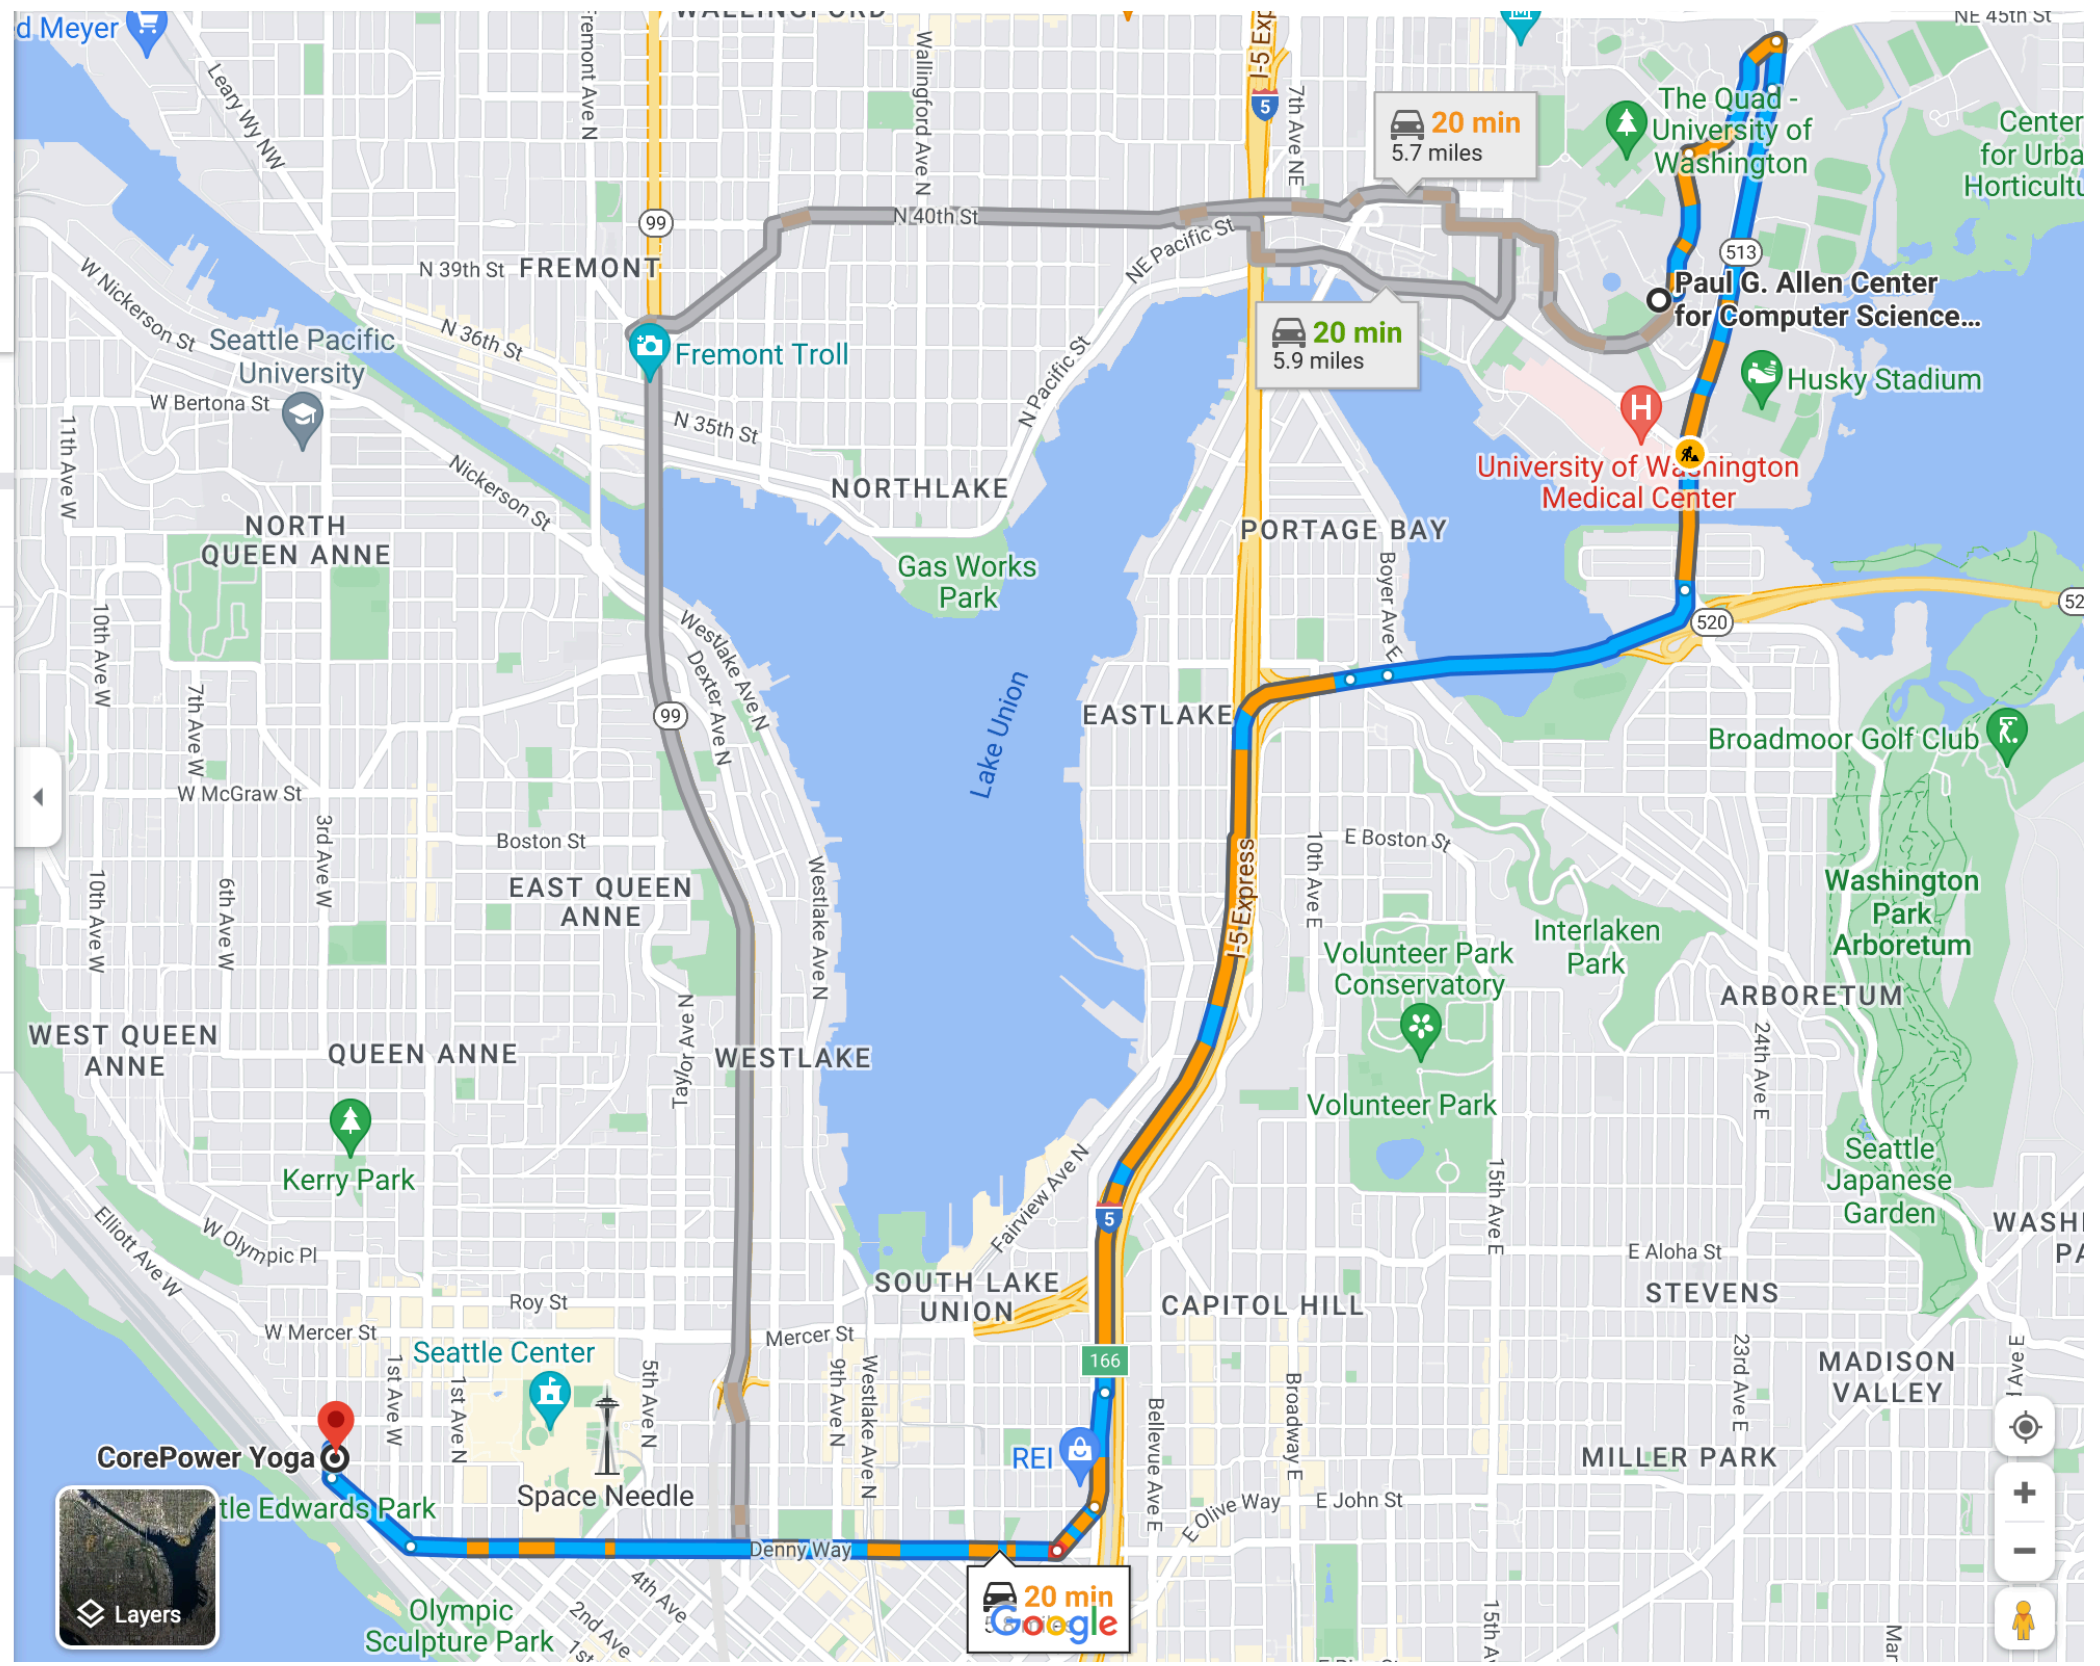 WALLINGFORD
NE 45th St
d Meyer
Leary Wy NW
Fremont Ave N
Wallingford Ave N
I-5 Exp
5
7th Ave NE
20 min
5.7 miles
The Quad -
University of
Washington
Center
for Urba
Horticultu
99
N 40th St
NE Pacific St
513
N 39th St
FREMONT
W Nickerson St
Paul G. Allen Center
for Computer Science...
N 36th St
Seattle Pacific
University
Fremont Troll
20 min
5.9 miles
Husky Stadium
W Bertona St
N Pacific St
H
N 35th St
11th Ave W
Nickerson St
NORTHLAKE
University of Washington
Medical Center
NORTH
QUEEN ANNE
PORTAGE BAY
Gas Works
Park
Boyer Ave E
52
520
10th Ave W
Westlake Ave N
Dexter Ave N
7th Ave W
99
Lake Union
EASTLAKE
Broadmoor Golf Club
W McGraw St
3rd Ave W
Boston St
E Boston St
10th Ave E
I-5 Express
EAST QUEEN
ANNE
Westlake Ave N
10th Ave W
6th Ave W
Washington
Park
Arboretum
Interlaken
Park
Volunteer Park
Conservatory
ARBORETUM
WEST QUEEN
ANNE
QUEEN ANNE
Taylor Ave N
WESTLAKE
24th Ave E
Volunteer Park
Kerry Park
Fairview Ave N
15th Ave E
Seattle
Japanese
Garden
5
Elliott Ave W
W Olympic Pl
WASHI
PA
E Aloha St
SOUTH LAKE
UNION
STEVENS
Roy St
CAPITOL HILL
W Mercer St
Mercer St
Seattle Center
166
MADISON
VALLEY
1st Ave W
1st Ave N
5th Ave N
9th Ave N
Westlake Ave N
Bellevue Ave E
Broadway E
23rd Ave E
CorePower Yoga
REI
MILLER PARK
Space Needle
tle Edwards Park
E Olive Way
E John St
Denny Way
4th Ave
20 min
Google
Layers
Olympic
Sculpture Park
2nd Ave
1st
15th A
Mar